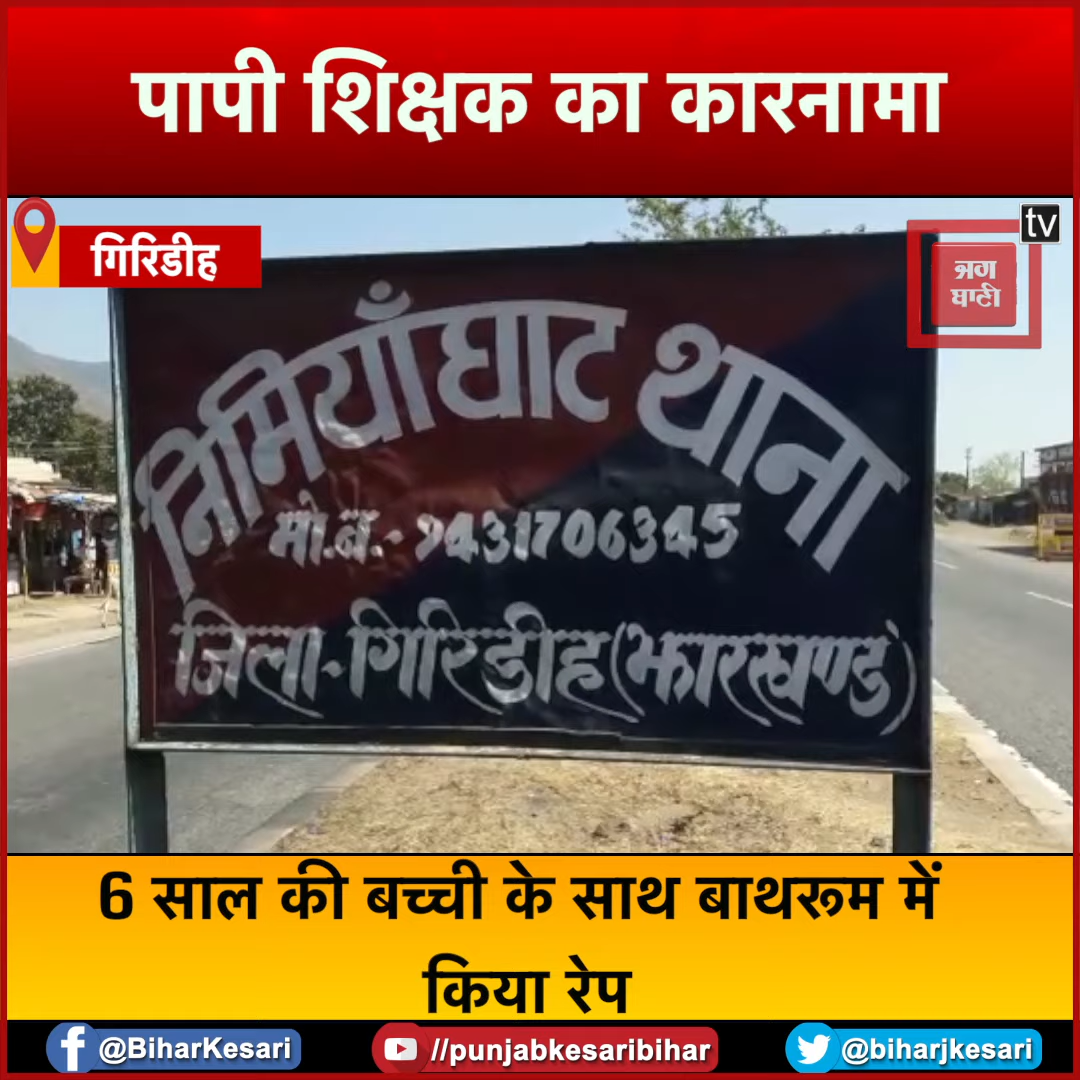 पापी शिक्षक का कारनामा
गिरिडीह
tv
निमियाँघाट थाना
मो.न.- 9431706345
जिला-गिरिडीह (झारखण्ड)
6 साल की बच्ची के साथ बाथरूम में
किया रेप
@BiharKesari
//punjabkesaribihar
@biharjkesari